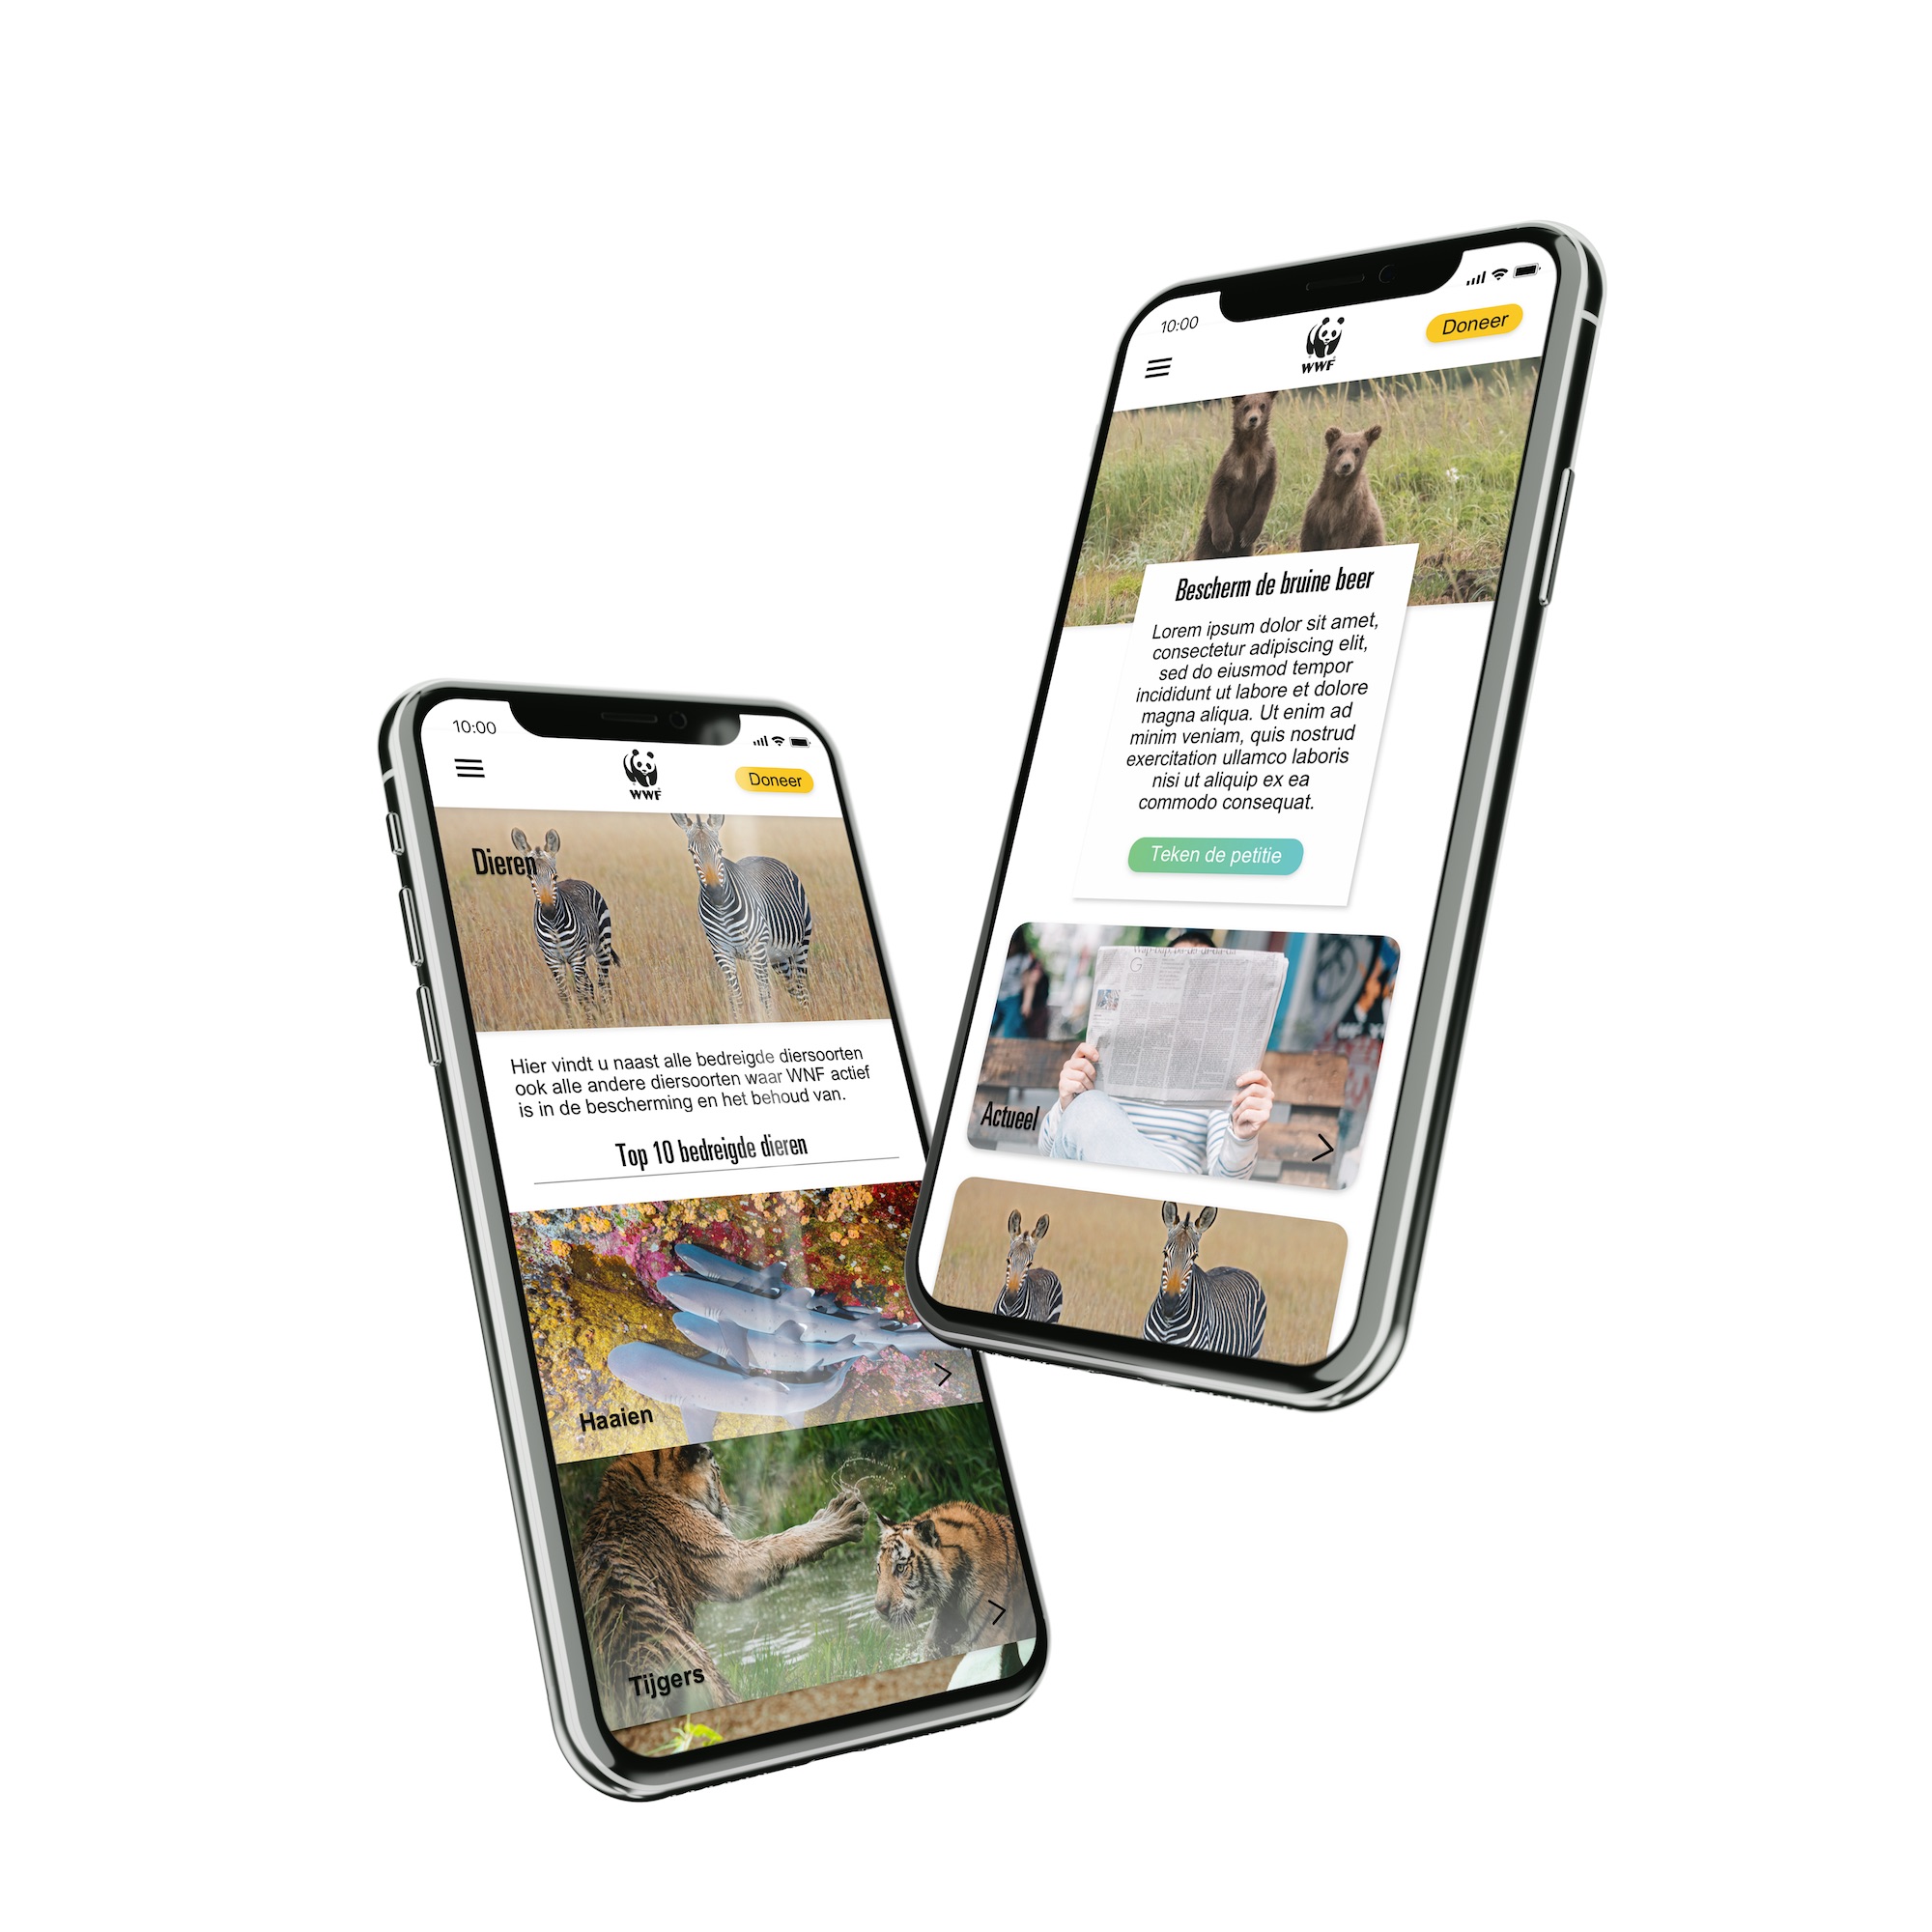 10:00
WWF
Doneer
Dieren
Hier vindt u naast alle bedreigde diersoorten
ook alle andere diersoorten waar WNF actief
is in de bescherming en het behoud van.
Top 10 bedreigde dieren
Haaien
Tijgers
10:00
WWF
Doneer
Bescherm de bruine beer
Lorem ipsum dolor sit amet,
consectetur adipiscing elit,
sed do eiusmod tempor
incididunt ut labore et dolore
magna aliqua. Ut enim ad
minim veniam, quis nostrud
exercitation ullamco laboris
nisi ut aliquip ex ea
commodo consequat.
Teken de petitie
Actueel